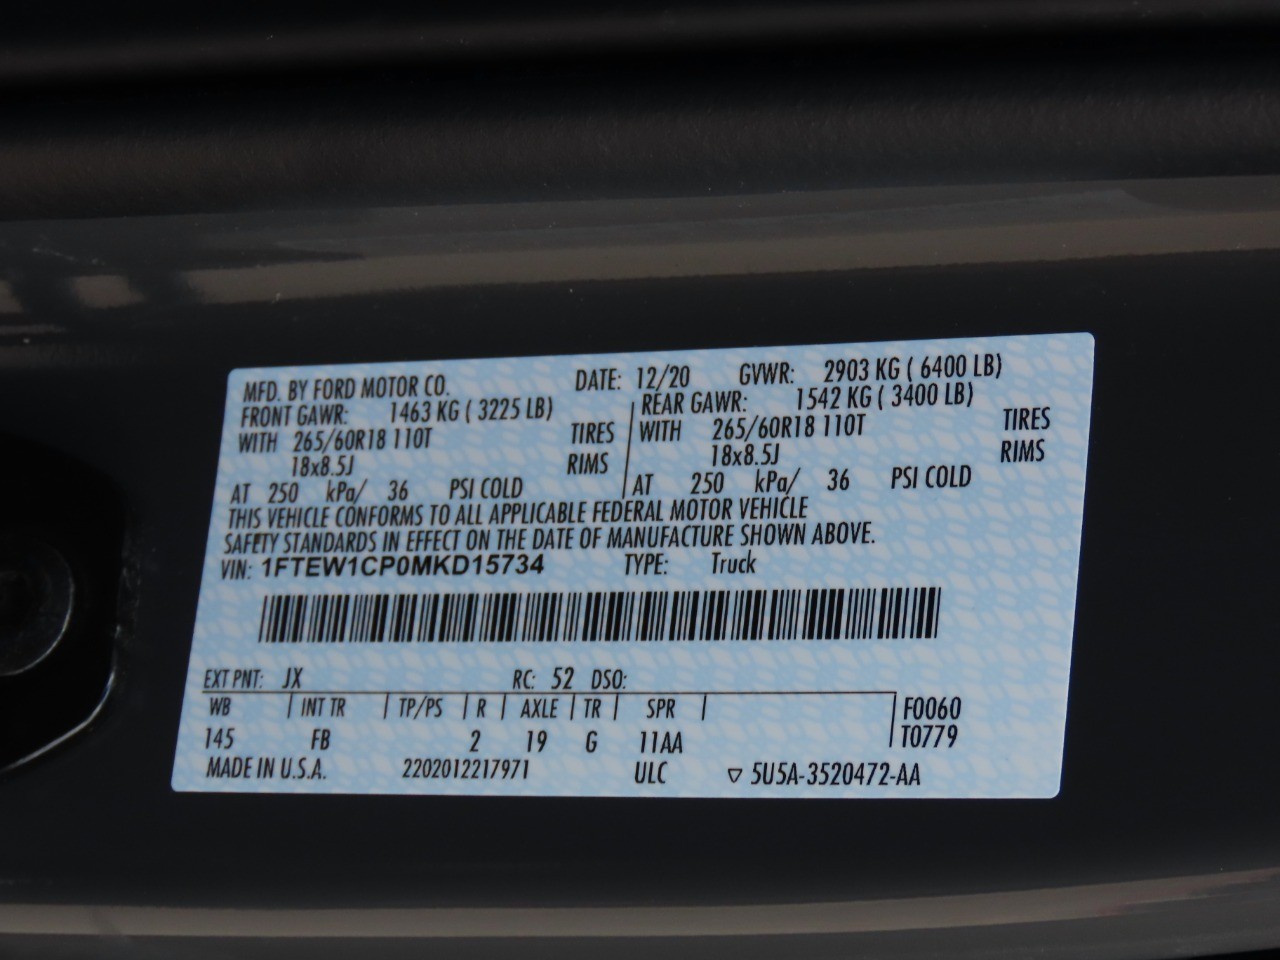 MFD. BY FORD MOTOR CO. DATE: 12/20 GVWR: 2903 KG ( 6400 LB)
FRONT GAWR: 1463 KG ( 3225 LB) REAR GAWR: 1542 KG ( 3400 LB)
WITH 265/60R18 110T TIRES WITH 265/60R18 110T TIRES
18x8.5J RIMS 18x8.5J RIMS
AT 250 kPa/ 36 PSI COLD AT 250 kPa/ 36 PSI COLD
THIS VEHICLE CONFORMS TO ALL APPLICABLE FEDERAL MOTOR VEHICLE
SAFETY STANDARDS IN EFFECT ON THE DATE OF MANUFACTURE SHOWN ABOVE.
VIN: 1FTEW1CP0MKD15734 TYPE: Truck
EXT PNT: JX RC: 52 DSO:
WB INT TR TP/PS R AXLE TR SPR F0060
145 FB 2 19 G 11AA T0779
MADE IN U.S.A. 2202012217971 ULC ▽ 5U5A-3520472-AA